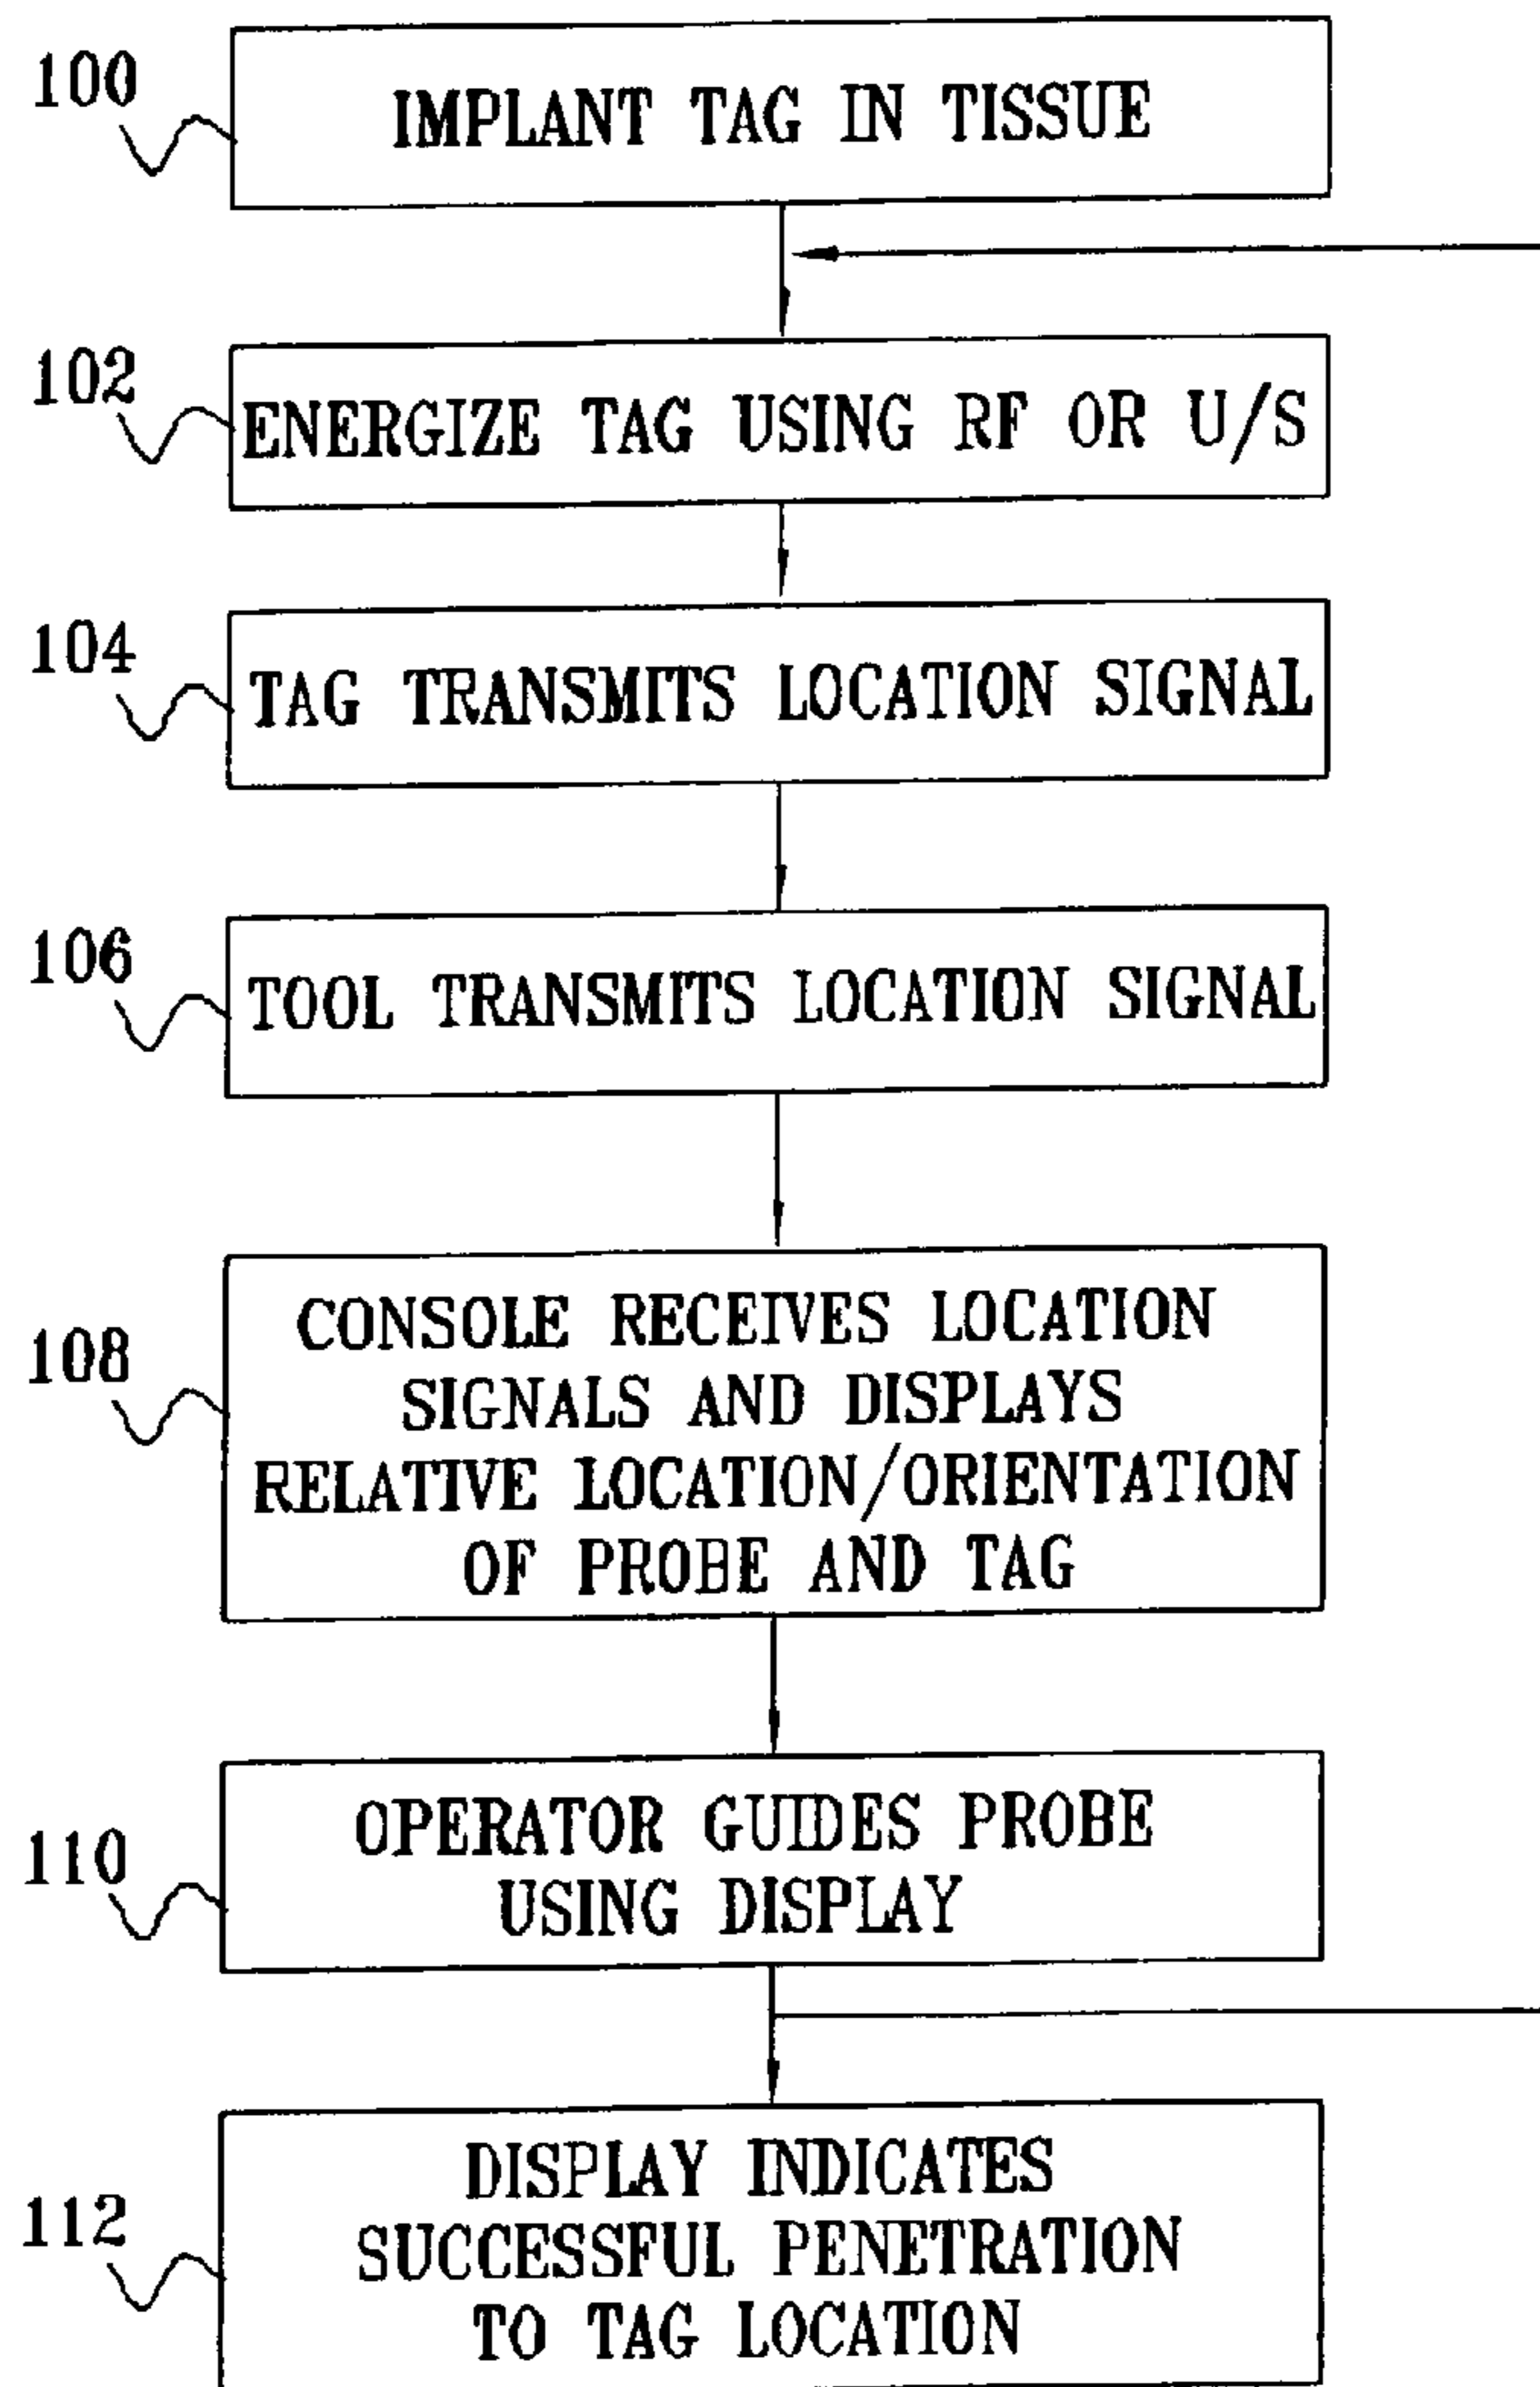 100
IMPLANT TAG IN TISSUE
102
ENERGIZE TAG USING RF OR U/S
104
TAG TRANSMITS LOCATION SIGNAL
106
TOOL TRANSMITS LOCATION SIGNAL
108
CONSOLE RECEIVES LOCATION
SIGNALS AND DISPLAYS
RELATIVE LOCATION/ORIENTATION
OF PROBE AND TAG
110
OPERATOR GUIDES PROBE
USING DISPLAY
112
DISPLAY INDICATES
SUCCESSFUL PENETRATION
TO TAG LOCATION